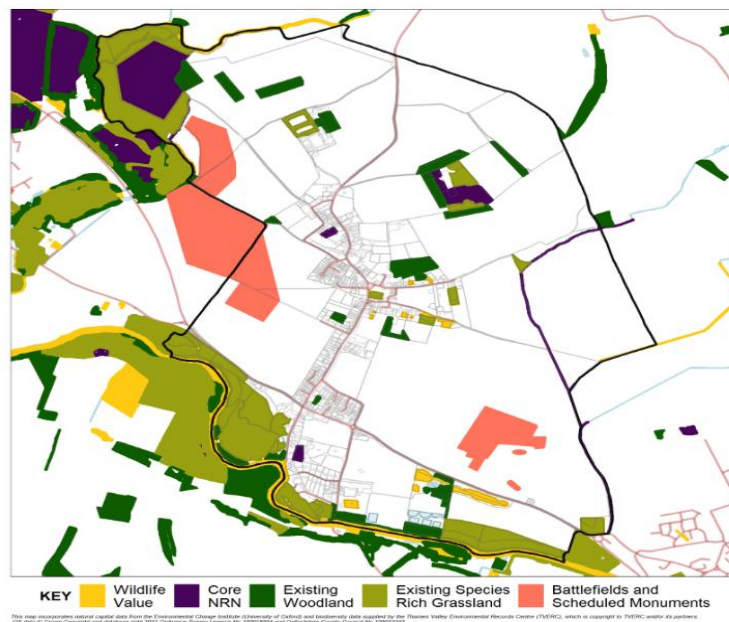 KEY
Wildlife
Value
Core
NRN
Existing
Woodland
Existing Species
Rich Grassland
Battlefields and
Scheduled Monuments
This map incorporates natural capital data from the Environmental Change Institute (University of Oxford) and biodiversity data supplied by the Thames Valley Environmental Records Centre (TVERC), which is copyright to TVERC and/or its partners